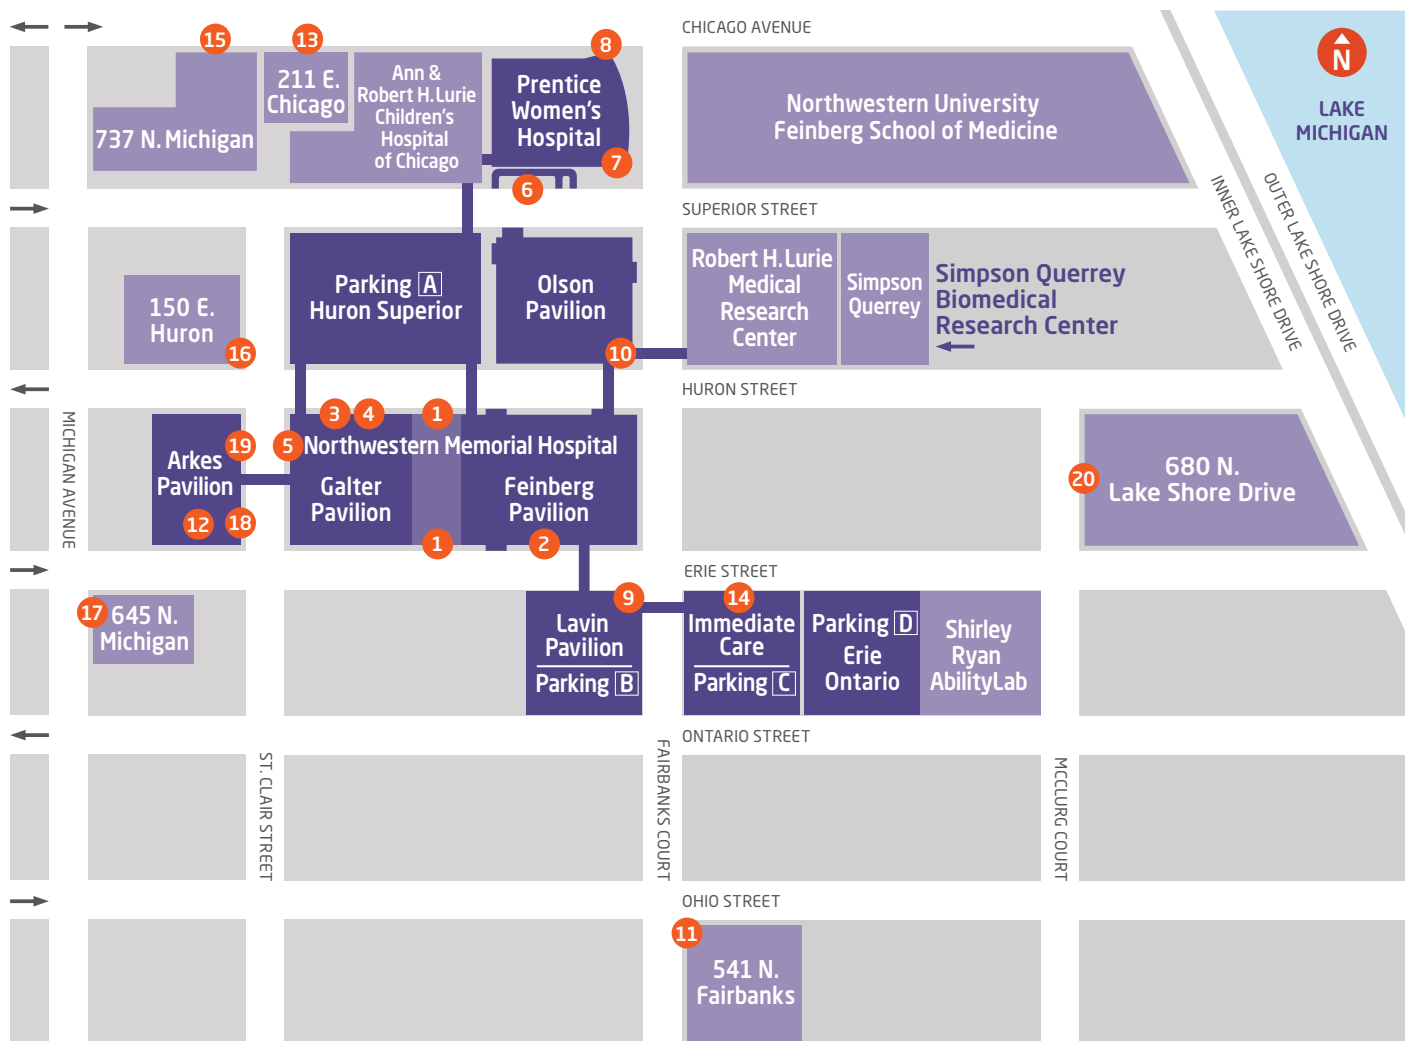 CHICAGO AVENUE
15
13
8
N
LAKE
MICHIGAN
737 N. Michigan
211 E.
Chicago
Ann &
Robert H. Lurie
Children's
Hospital
of Chicago
Prentice
Women's
Hospital
7
6
Northwestern University
Feinberg School of Medicine
INNER LAKE SHORE DRIVE
OUTER LAKE SHORE DRIVE
SUPERIOR STREET
150 E.
Huron
16
Parking A
Huron Superior
Olson
Pavilion
10
Robert H. Lurie
Medical
Research
Center
Simpson
Querrey
Simpson Querrey
Biomedical
Research Center
HURON STREET
MICHIGAN AVENUE
Arkes
Pavilion
19
12
18
3
4
1
5
Northwestern Memorial Hospital
Galter
Pavilion
Feinberg
Pavilion
1
2
20
680 N.
Lake Shore Drive
ERIE STREET
17
645 N.
Michigan
9
Lavin
Pavilion
Parking B
14
Immediate
Care
Parking C
Parking D
Erie
Ontario
Shirley
Ryan
AbilityLab
ONTARIO STREET
ST. CLAIR STREET
FAIRBANKS COURT
MCCLURG COURT
OHIO STREET
11
541 N.
Fairbanks